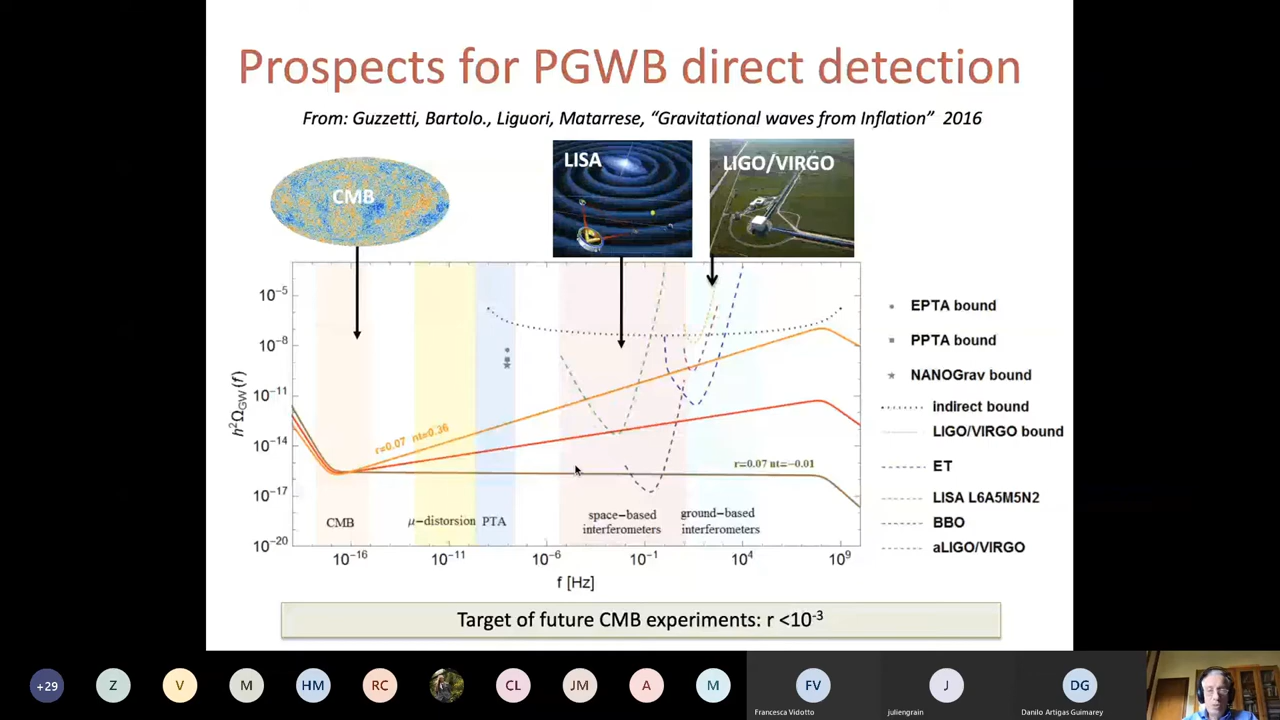 Prospects for PGWB direct detection
From: Guzzetti, Bartolo., Liguori, Matarrese, “Gravitational waves from Inflation” 2016
CMB
LISA
LIGO/VIRGO
10-5
10-8
10-11
10-14
10-17
10-20
h2ΩGW(f)
r=0.07 nt=0.36
r=0.07 nt=−0.01
CMB
μ−distorsion
PTA
space−based
interferometers
ground−based
interferometers
10-16
10-11
10-6
10-1
104
109
f [Hz]
EPTA bound
PPTA bound
NANOGrav bound
indirect bound
LIGO/VIRGO bound
ET
LISA L6A5M5N2
BBO
aLIGO/VIRGO
Target of future CMB experiments: r <10-3
+29
Z
V
M
HM
RC
CL
JM
A
M
FV
J
DG
Francesca Vidotto
juliengrain
Danilo Artigas Guimarey